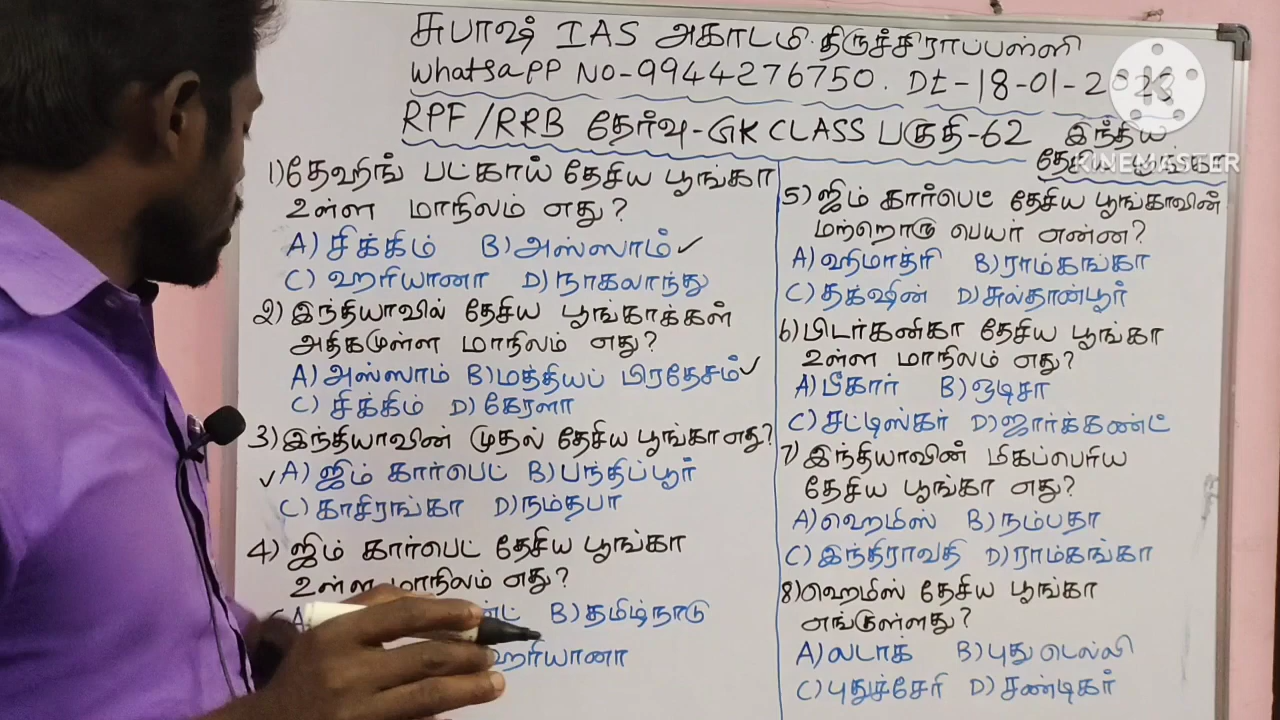 சுபாஷ் IAS அகாடமி திருச்சிராப்பள்ளி
WhatsApp NO-9944276750. Dt-18-01-2023
RPF/RRB தேர்வு-GK CLASS பகுதி-62 இந்திய
தேசிய பூங்கா
KINEMASTER
1) தேஹிங் பட்காய் தேசிய பூங்கா
உள்ள மாநிலம் எது?
A) சிக்கிம் B) அஸ்ஸாம் ✓
C) ஹரியானா D) நாகலாந்து
2) இந்தியாவில் தேசிய பூங்காக்கள்
அதிகமுள்ள மாநிலம் எது?
A) அஸ்ஸாம் B) மத்தியப் பிரதேசம் ✓
C) சிக்கிம் D) கேரளா
3) இந்தியாவின் முதல் தேசிய பூங்கா எது?
✓ A) ஜிம் கார்பெட் B) பந்திப்பூர்
C) காசிரங்கா D) நம்தபா
4) ஜிம் கார்பெட் தேசிய பூங்கா
உள்ள மாநிலம் எது?
A) B) தமிழ்நாடு
ஹரியானா
5) ஜிம் கார்பெட் தேசிய பூங்காவின்
மற்றொரு பெயர் என்ன?
A) ஹிமாத்ரி B) ராம்கங்கா
C) தக்ஷின் D) சுல்தான்பூர்
6) பிடர்கனிகா தேசிய பூங்கா
உள்ள மாநிலம் எது?
A) பீகார் B) ஒடிசா
C) சட்டிஸ்கர் D) ஜார்க்கண்ட்
7) இந்தியாவின் மிகப்பெரிய
தேசிய பூங்கா எது?
A) ஹெமிஸ் B) நம்பதா
C) இந்திராவதி D) ராம்கங்கா
8) ஹெமிஸ் தேசிய பூங்கா
எங்குள்ளது?
A) லடாக் B) புது டெல்லி
C) புதுச்சேரி D) சண்டிகர்